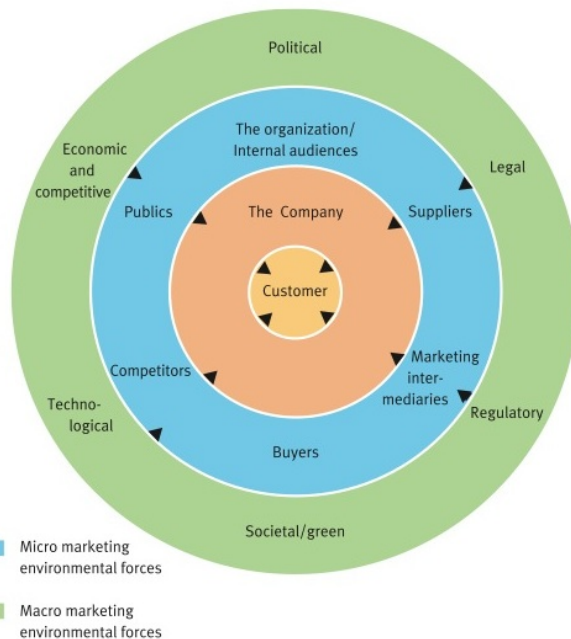 Political
The organization/
Internal audiences
Economic
and
competitive
Legal
Publics
The Company
Suppliers
Customer
Competitors
Marketing
inter-
mediaries
Techno-
logical
Regulatory
Buyers
Societal/green
Micro marketing
environmental forces
Macro marketing
environmental forces